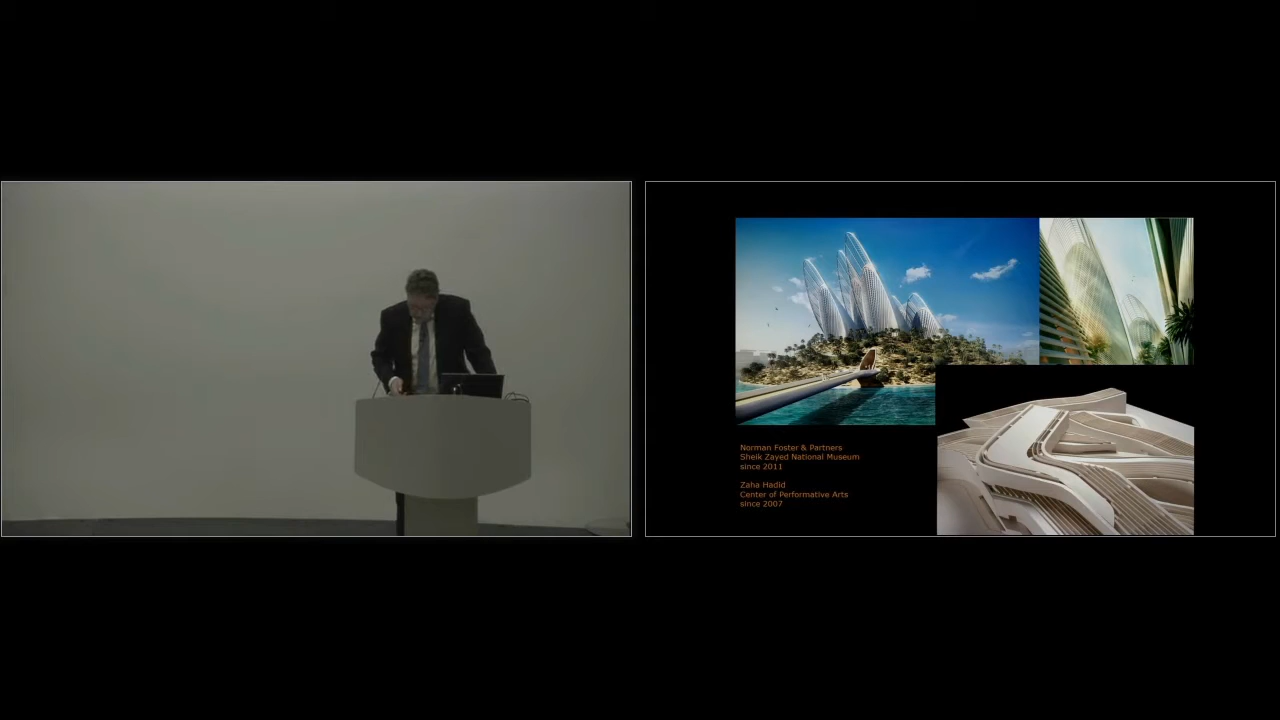 Norman Foster & Partners
Sheik Zayed National Museum
since 2011
Zaha Hadid
Center of Performative Arts
since 2007